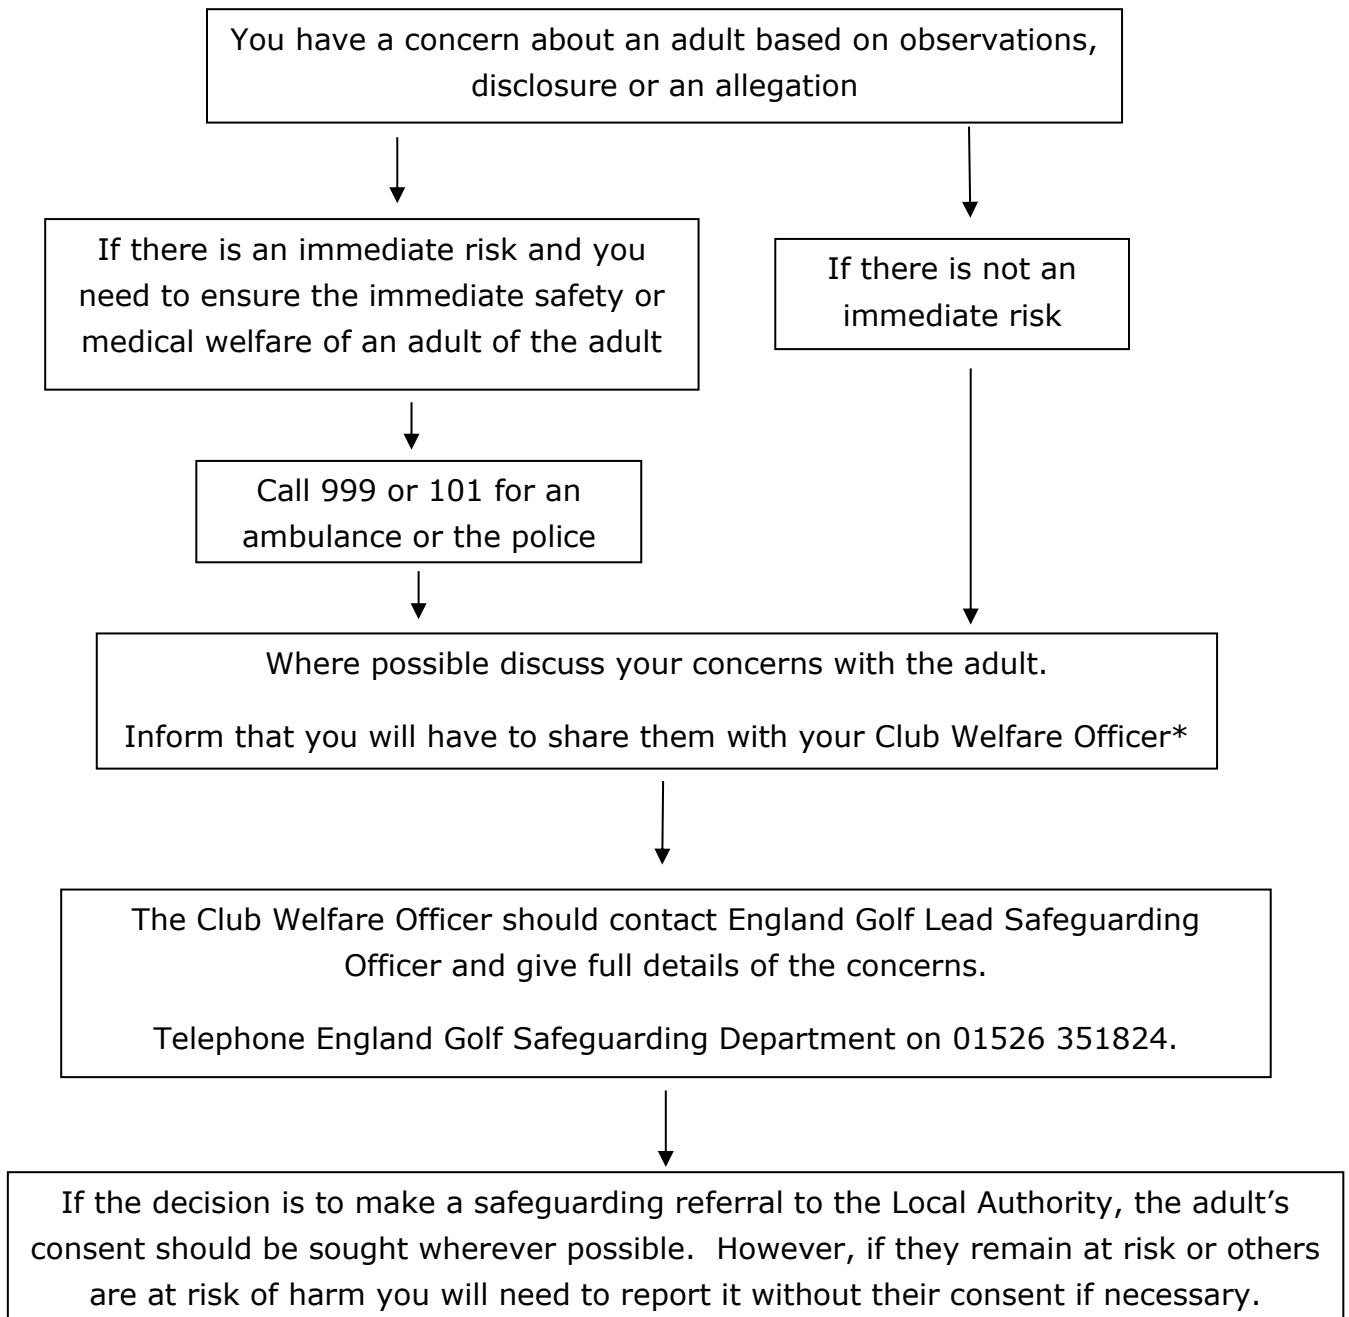 You have a concern about an adult based on observations,
disclosure or an allegation
If there is an immediate risk and you
need to ensure the immediate safety or
medical welfare of an adult of the adult
If there is not an
immediate risk
Call 999 or 101 for an
ambulance or the police
Where possible discuss your concerns with the adult.
Inform that you will have to share them with your Club Welfare Officer*
The Club Welfare Officer should contact England Golf Lead Safeguarding
Officer and give full details of the concerns.
Telephone England Golf Safeguarding Department on 01526 351824.
If the decision is to make a safeguarding referral to the Local Authority, the adult’s
consent should be sought wherever possible.  However, if they remain at risk or others
are at risk of harm you will need to report it without their consent if necessary.